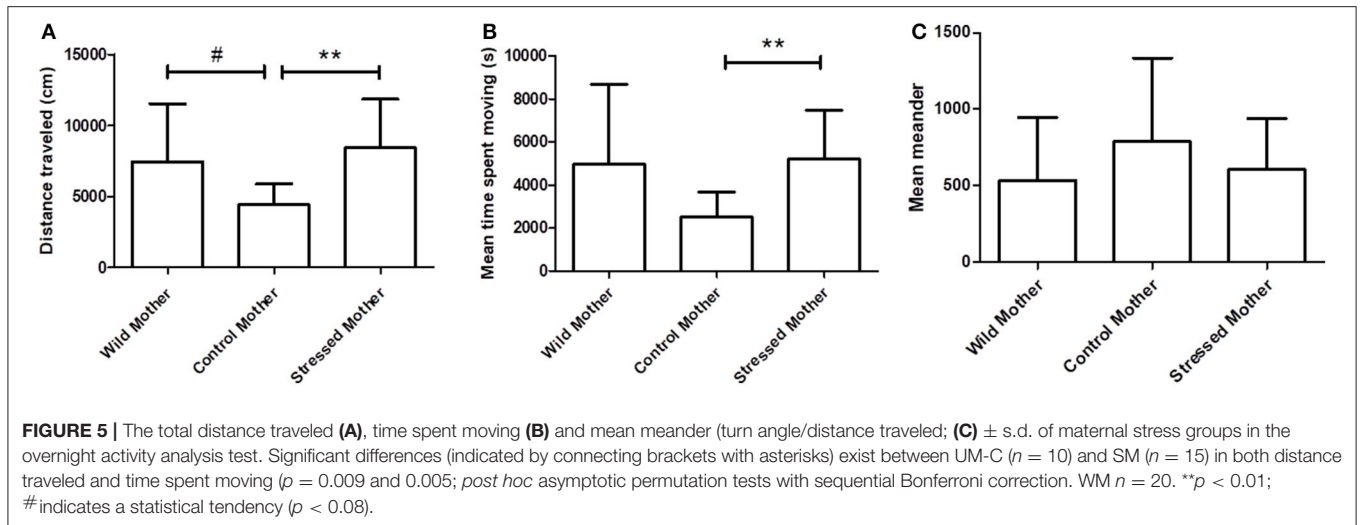 A
Distance traveled (cm)
15000
10000
5000
0
#
**
Wild Mother
Control Mother
Stressed Mother
B
Mean time spent moving (s)
10000
8000
6000
4000
2000
0
**
Wild Mother
Control Mother
Stressed Mother
C
Mean meander
1500
1000
500
0
Wild Mother
Control Mother
Stressed Mother
FIGURE 5 | The total distance traveled (A), time spent moving (B) and mean meander (turn angle/distance traveled; (C) ± s.d. of maternal stress groups in the
overnight activity analysis test. Significant differences (indicated by connecting brackets with asterisks) exist between UM-C (n = 10) and SM (n = 15) in both distance
traveled and time spent moving (p = 0.009 and 0.005; post hoc asymptotic permutation tests with sequential Bonferroni correction. WM n = 20. **p < 0.01;
#indicates a statistical tendency (p < 0.08).